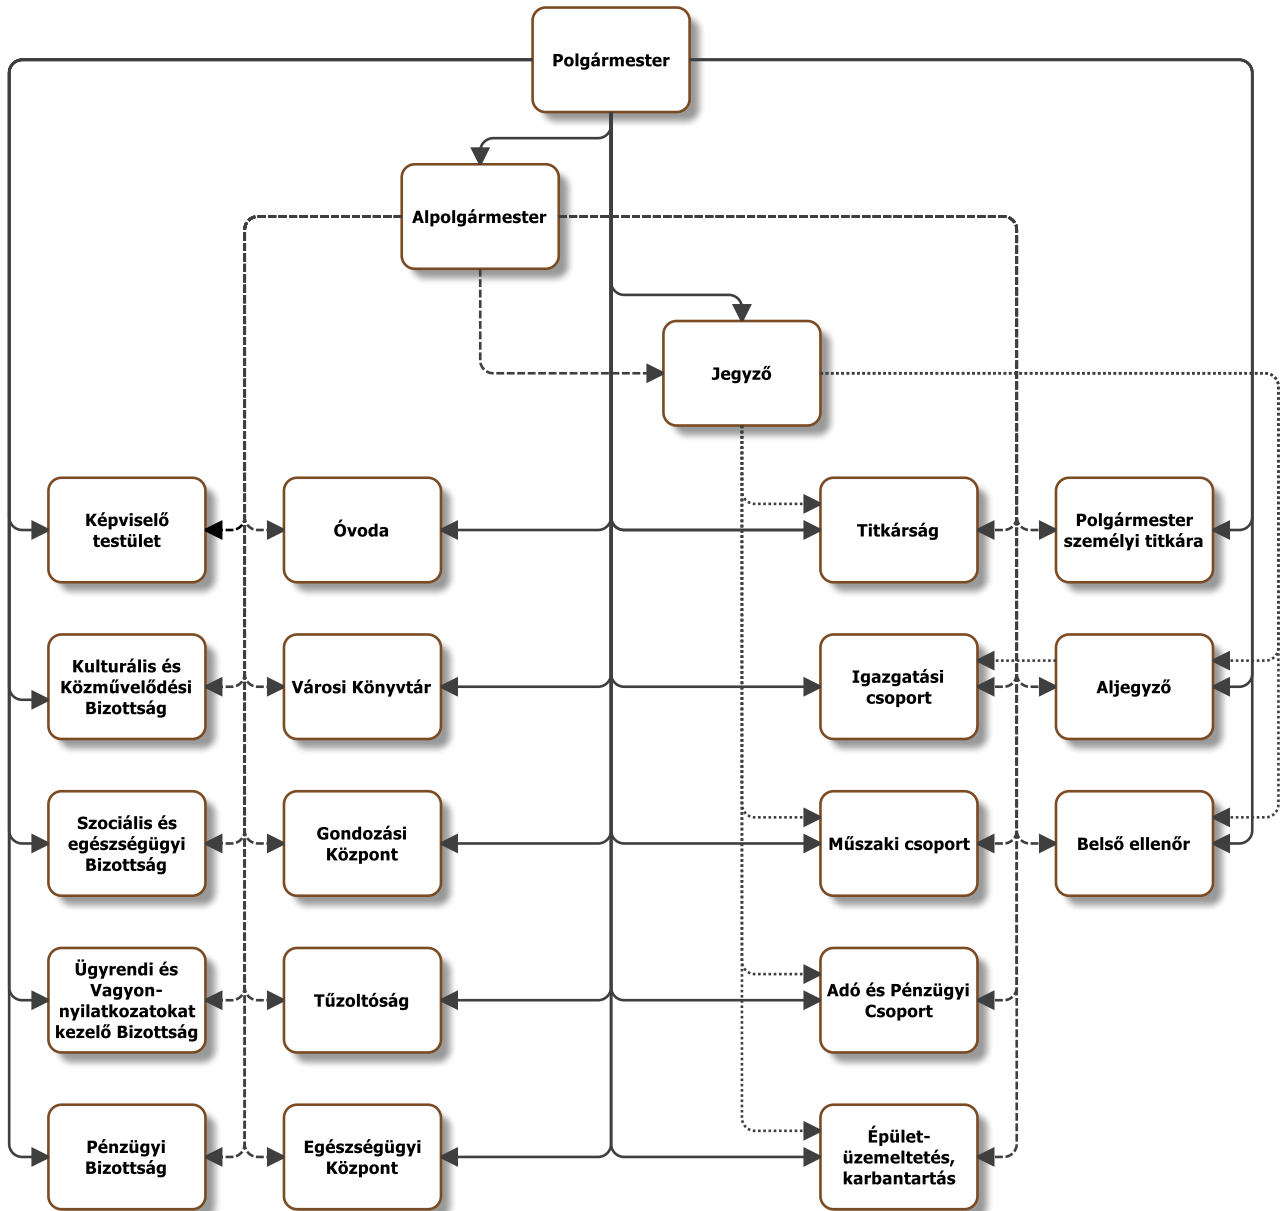 Polgármester
Alpolgármester
Jegyző
Képviselő
testület
Óvoda
Titkárság
Polgármester
személyi titkára
Kulturális és
Közművelődési
Bizottság
Városi Könyvtár
Igazgatási
csoport
Aljegyző
Szociális és
egészségügyi
Bizottság
Gondozási
Központ
Műszaki csoport
Belső ellenőr
Ügyrendi és
Vagyon-
nyilatkozatokat
kezelő Bizottság
Tűzoltóság
Adó és Pénzügyi
Csoport
Pénzügyi
Bizottság
Egészségügyi
Központ
Épület-
üzemeltetés,
karbantartás